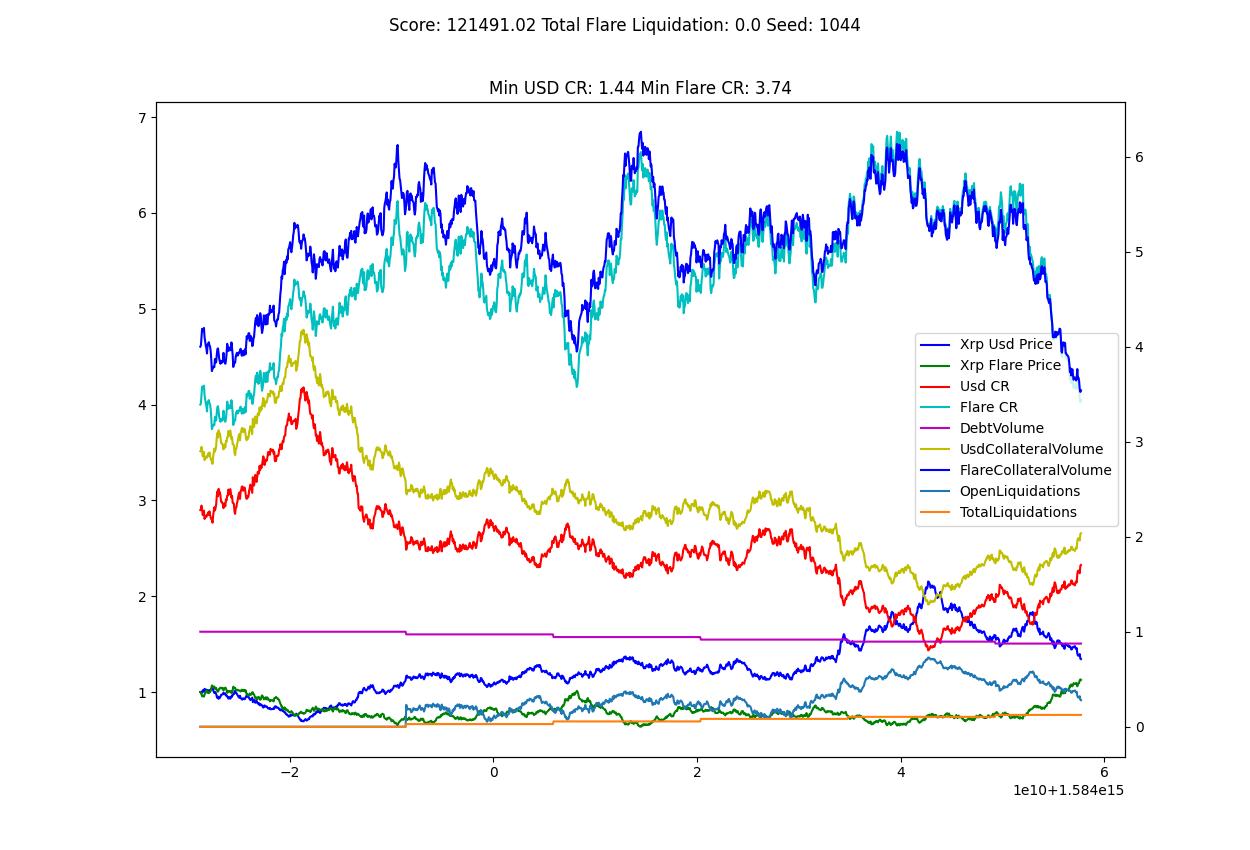 Score: 121491.02 Total Flare Liquidation: 0.0 Seed: 1044
Min USD CR: 1.44 Min Flare CR: 3.74
7
6
5
4
3
2
1
6
5
4
3
2
1
0
Xrp Usd Price
Xrp Flare Price
Usd CR
Flare CR
DebtVolume
UsdCollateralVolume
FlareCollateralVolume
OpenLiquidations
TotalLiquidations
−2 0 2 4 6
1e10+1.584e15